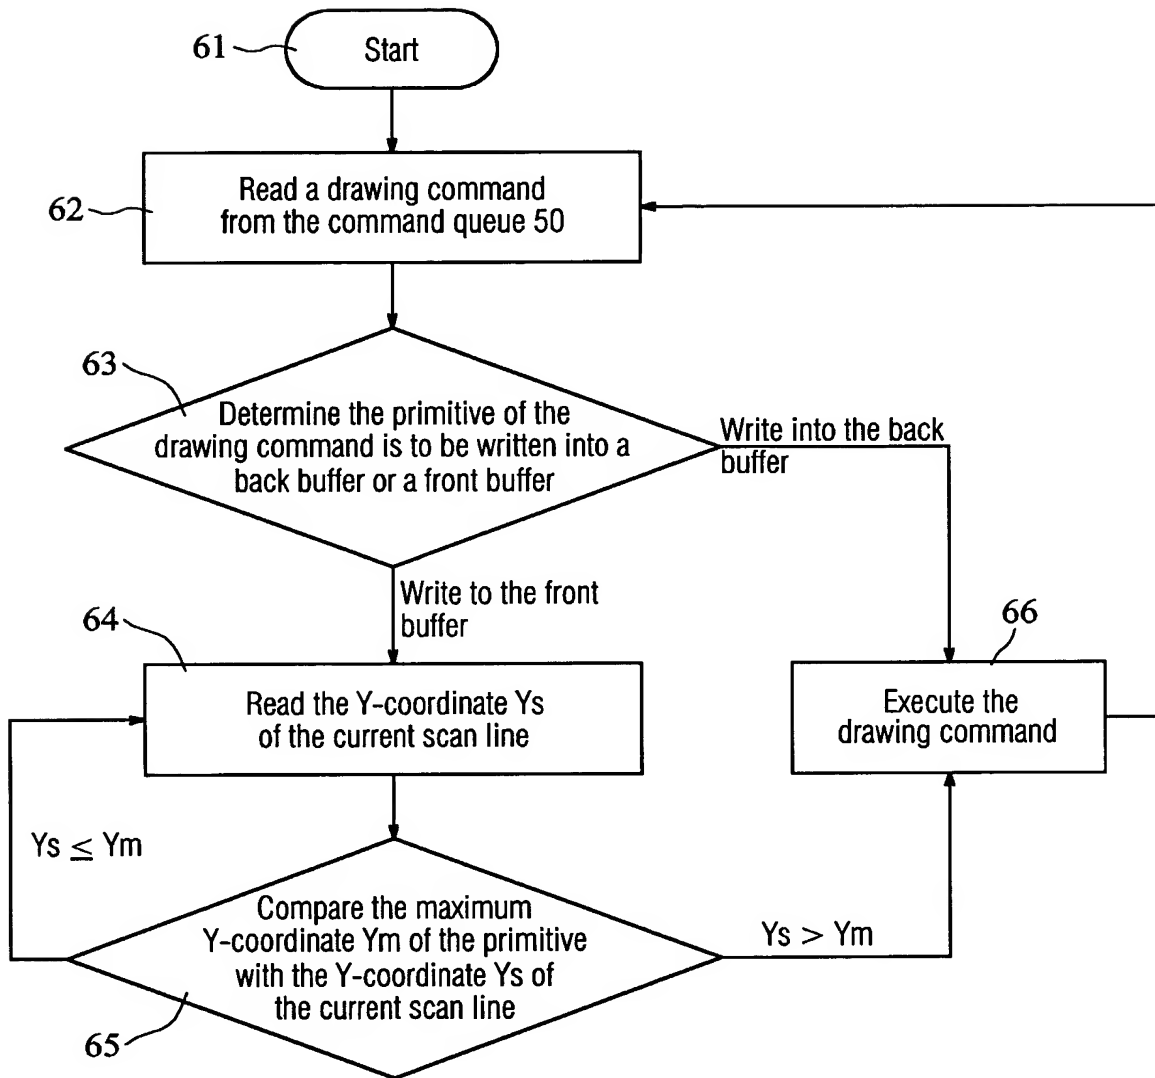 61
Start
62
Read a drawing command
from the command queue 50
63
Determine the primitive of the
drawing command is to be written into a
back buffer or a front buffer
Write into the back
buffer
Write to the front
buffer
64
Read the Y-coordinate Ys
of the current scan line
66
Execute the
drawing command
Ys ≤ Ym
Compare the maximum
Y-coordinate Ym of the primitive
with the Y-coordinate Ys of
the current scan line
Ys > Ym
65